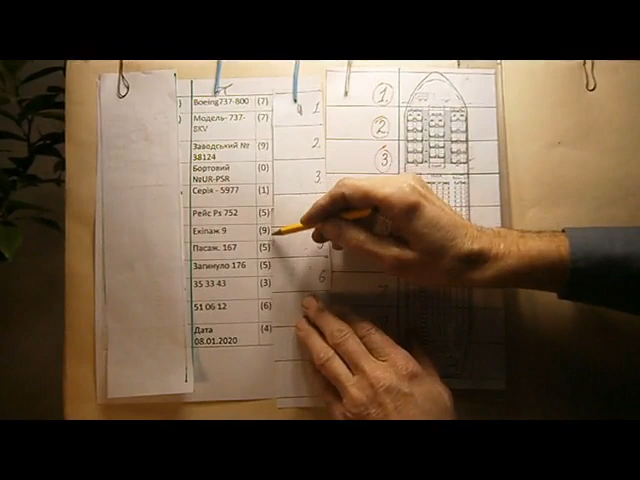 Boeing737-800 (7) 1.
Модель- 737- (7)
8KV
Заводський № (9) 2.
38124
Бортовий (0)
№UR-PSR 3.
Серія - 5977 (1)
Рейс Ps 752 (5)
Екіпаж 9 (9)
Пасаж. 167 (5)
Загинуло 176 (5)
35 33 43 (3) 6
51 06 12 (6)
Дата (4)
08.01.2020
1.
2.
3